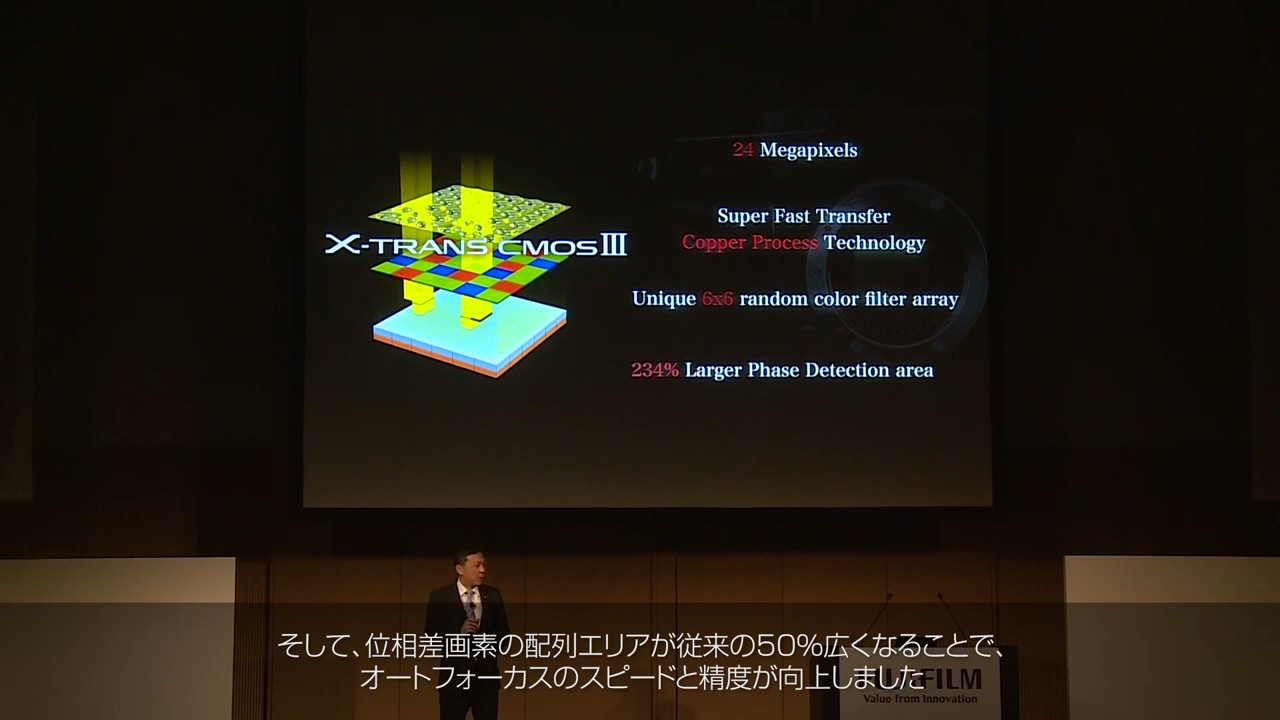 X-TRANS CMOS III
24 Megapixels
Super Fast Transfer
Copper Process Technology
Unique 6x6 random color filter array
234% Larger Phase Detection area
そして、位相差画素の配列エリアが従来の50%広くなることで、
オートフォーカスのスピードと精度が向上しました
FUJIFILM
Value from Innovation